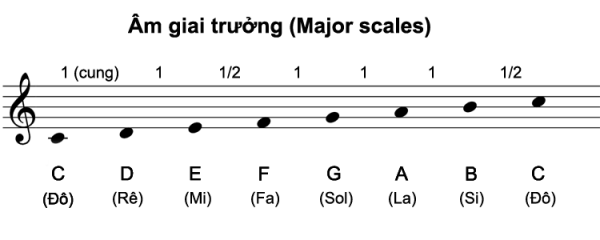 Âm giai trưởng (Major scales)
1 (cung) 1 1/2 1 1 1 1/2
C D E F G A B C
(Đô) (Rê) (Mi) (Fa) (Sol) (La) (Si) (Đô)